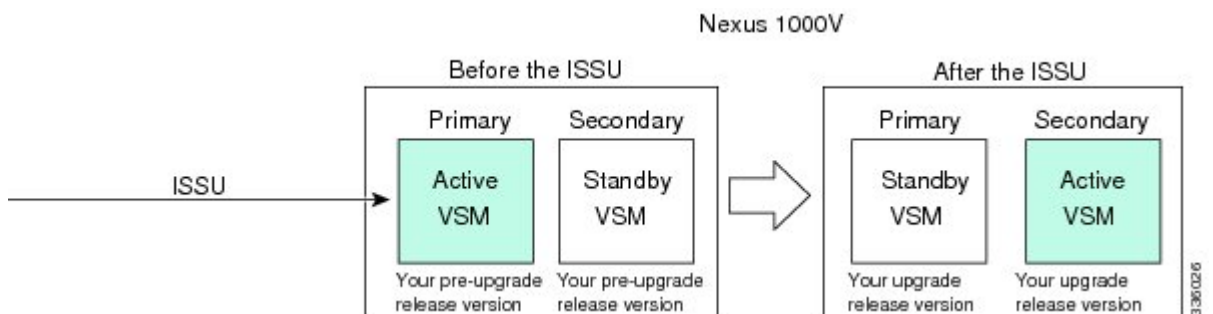 Nexus 1000V
Before the ISSU
After the ISSU
Primary
Secondary
Primary
Secondary
ISSU
Active
VSM
Standby
VSM
Standby
VSM
Active
VSM
Your pre-upgrade
release version
Your pre-upgrade
release version
Your upgrade
release version
Your upgrade
release version
336026